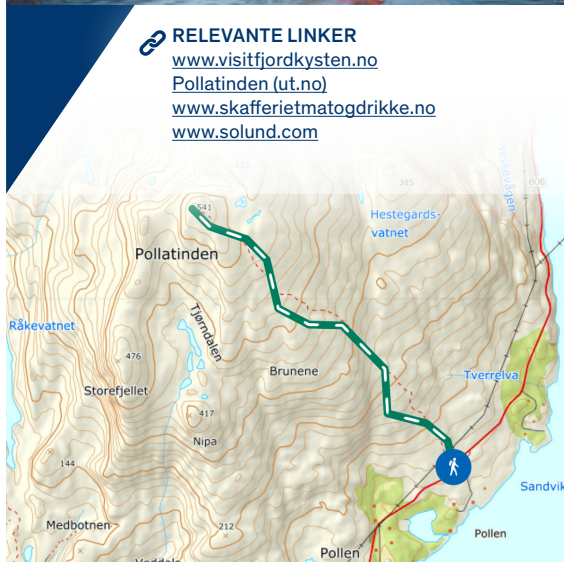 RELEVANTE LINKER
www.visitfjordkysten.no
Pollatinden (ut.no)
www.skafferietmatogdrikke.no
www.solund.com
385
606
541
Hestegards-
vatnet
Pollatinden
Råkevatnet
Tjørndalen
476
Brunene
Tverrelva
Storefjellet
417
Nipa
144
Sandvik
Medbotnen
212
Pollen
Pollen